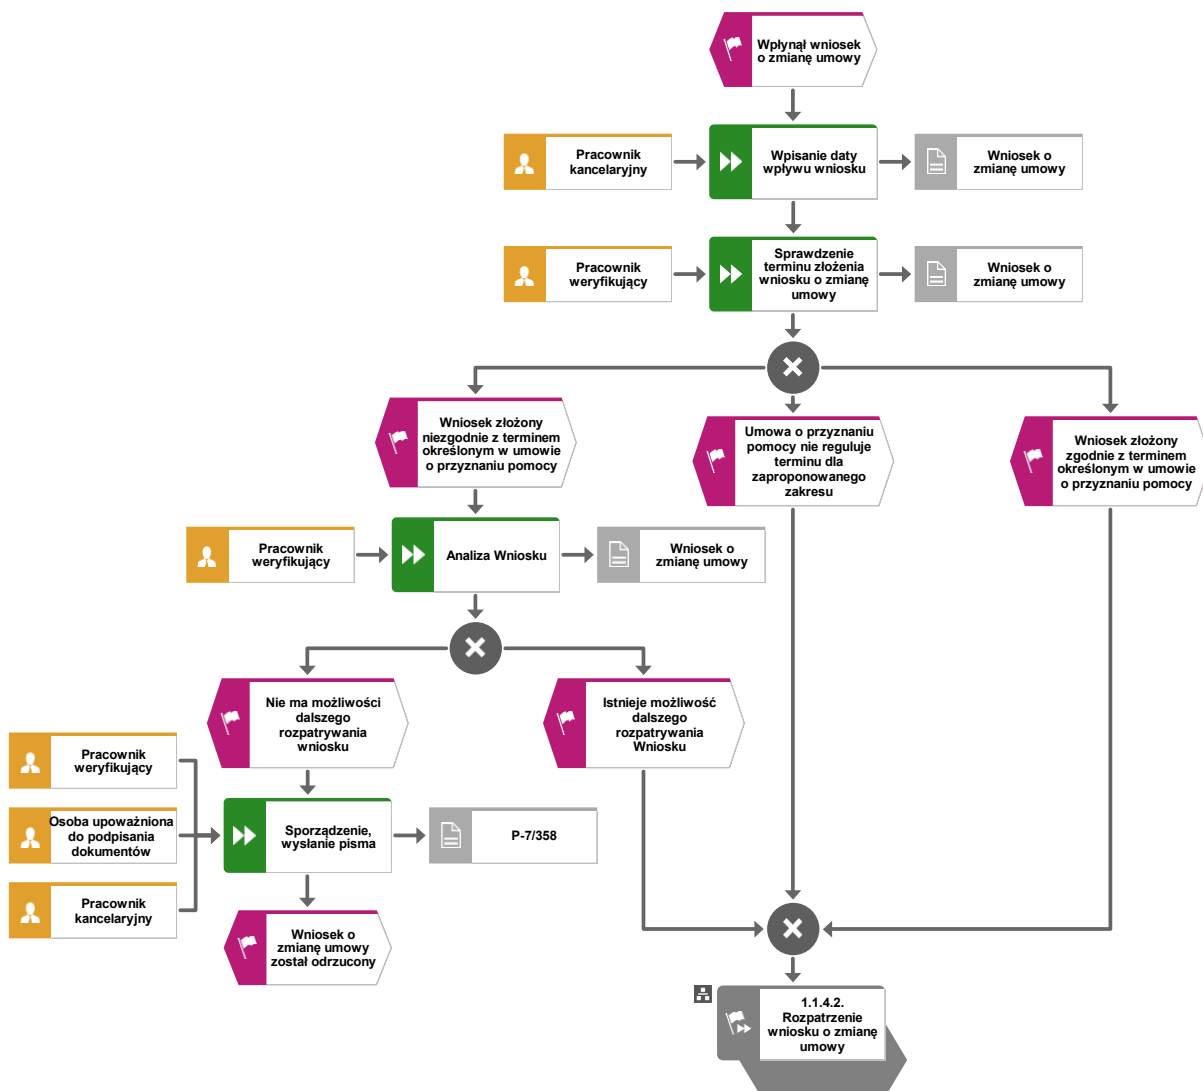 Wpłynął wniosek
o zmianę umowy
Pracownik
kancelaryjny
Wpisanie daty
wpływu wniosku
Wniosek o
zmianę umowy
Pracownik
weryfikujący
Sprawdzenie
terminu złożenia
wniosku o zmianę
umowy
Wniosek o
zmianę umowy
Wniosek złożony
niezgodnie z terminem
określonym w umowie
o przyznaniu pomocy
Umowa o przyznaniu
pomocy nie reguluje
terminu dla
zaproponowanego
zakresu
Wniosek złożony
zgodnie z terminem
określonym w umowie
o przyznaniu pomocy
Pracownik
weryfikujący
Analiza Wniosku
Wniosek o
zmianę umowy
Nie ma możliwości
dalszego
rozpatrywania
wniosku
Istnieje możliwość
dalszego
rozpatrywania
Wniosku
Pracownik
weryfikujący
Osoba upoważniona
do podpisania
dokumentów
Pracownik
kancelaryjny
Sporządzenie,
wysłanie pisma
P-7/358
Wniosek o
zmianę umowy
został odrzucony
1.1.4.2.
Rozpatrzenie
wniosku o zmianę
umowy